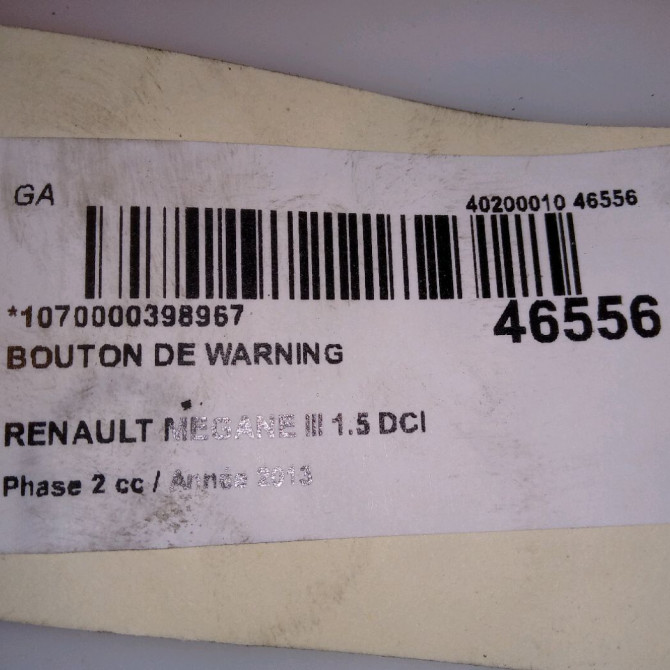 GA
40200010 46556
*1070000398967
46556
BOUTON DE WARNING
RENAULT MEGANE III 1.5 DCI
Phase 2 cc / Année 2013